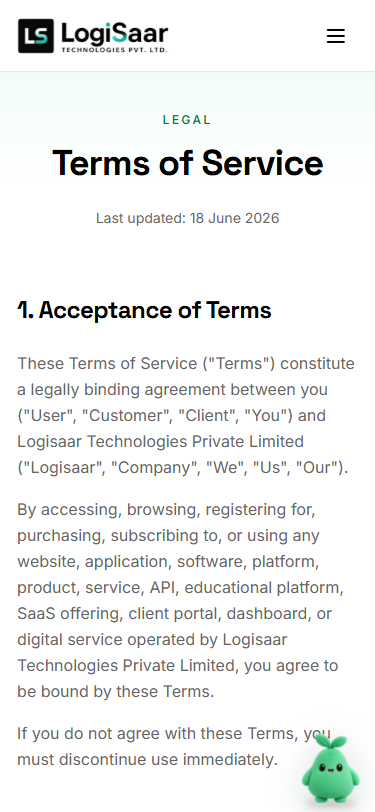 LS LogiSaar
TECHNOLOGIES PVT. LTD.
LEGAL
Terms of Service
Last updated: 18 June 2026
1. Acceptance of Terms
These Terms of Service ("Terms") constitute
a legally binding agreement between you
("User", "Customer", "Client", "You") and
Logisaar Technologies Private Limited
("Logisaar", "Company", "We", "Us", "Our").
By accessing, browsing, registering for,
purchasing, subscribing to, or using any
website, application, software, platform,
product, service, API, educational platform,
SaaS offering, client portal, dashboard, or
digital service operated by Logisaar
Technologies Private Limited, you agree to
be bound by these Terms.
If you do not agree with these Terms, you
must discontinue use immediately.